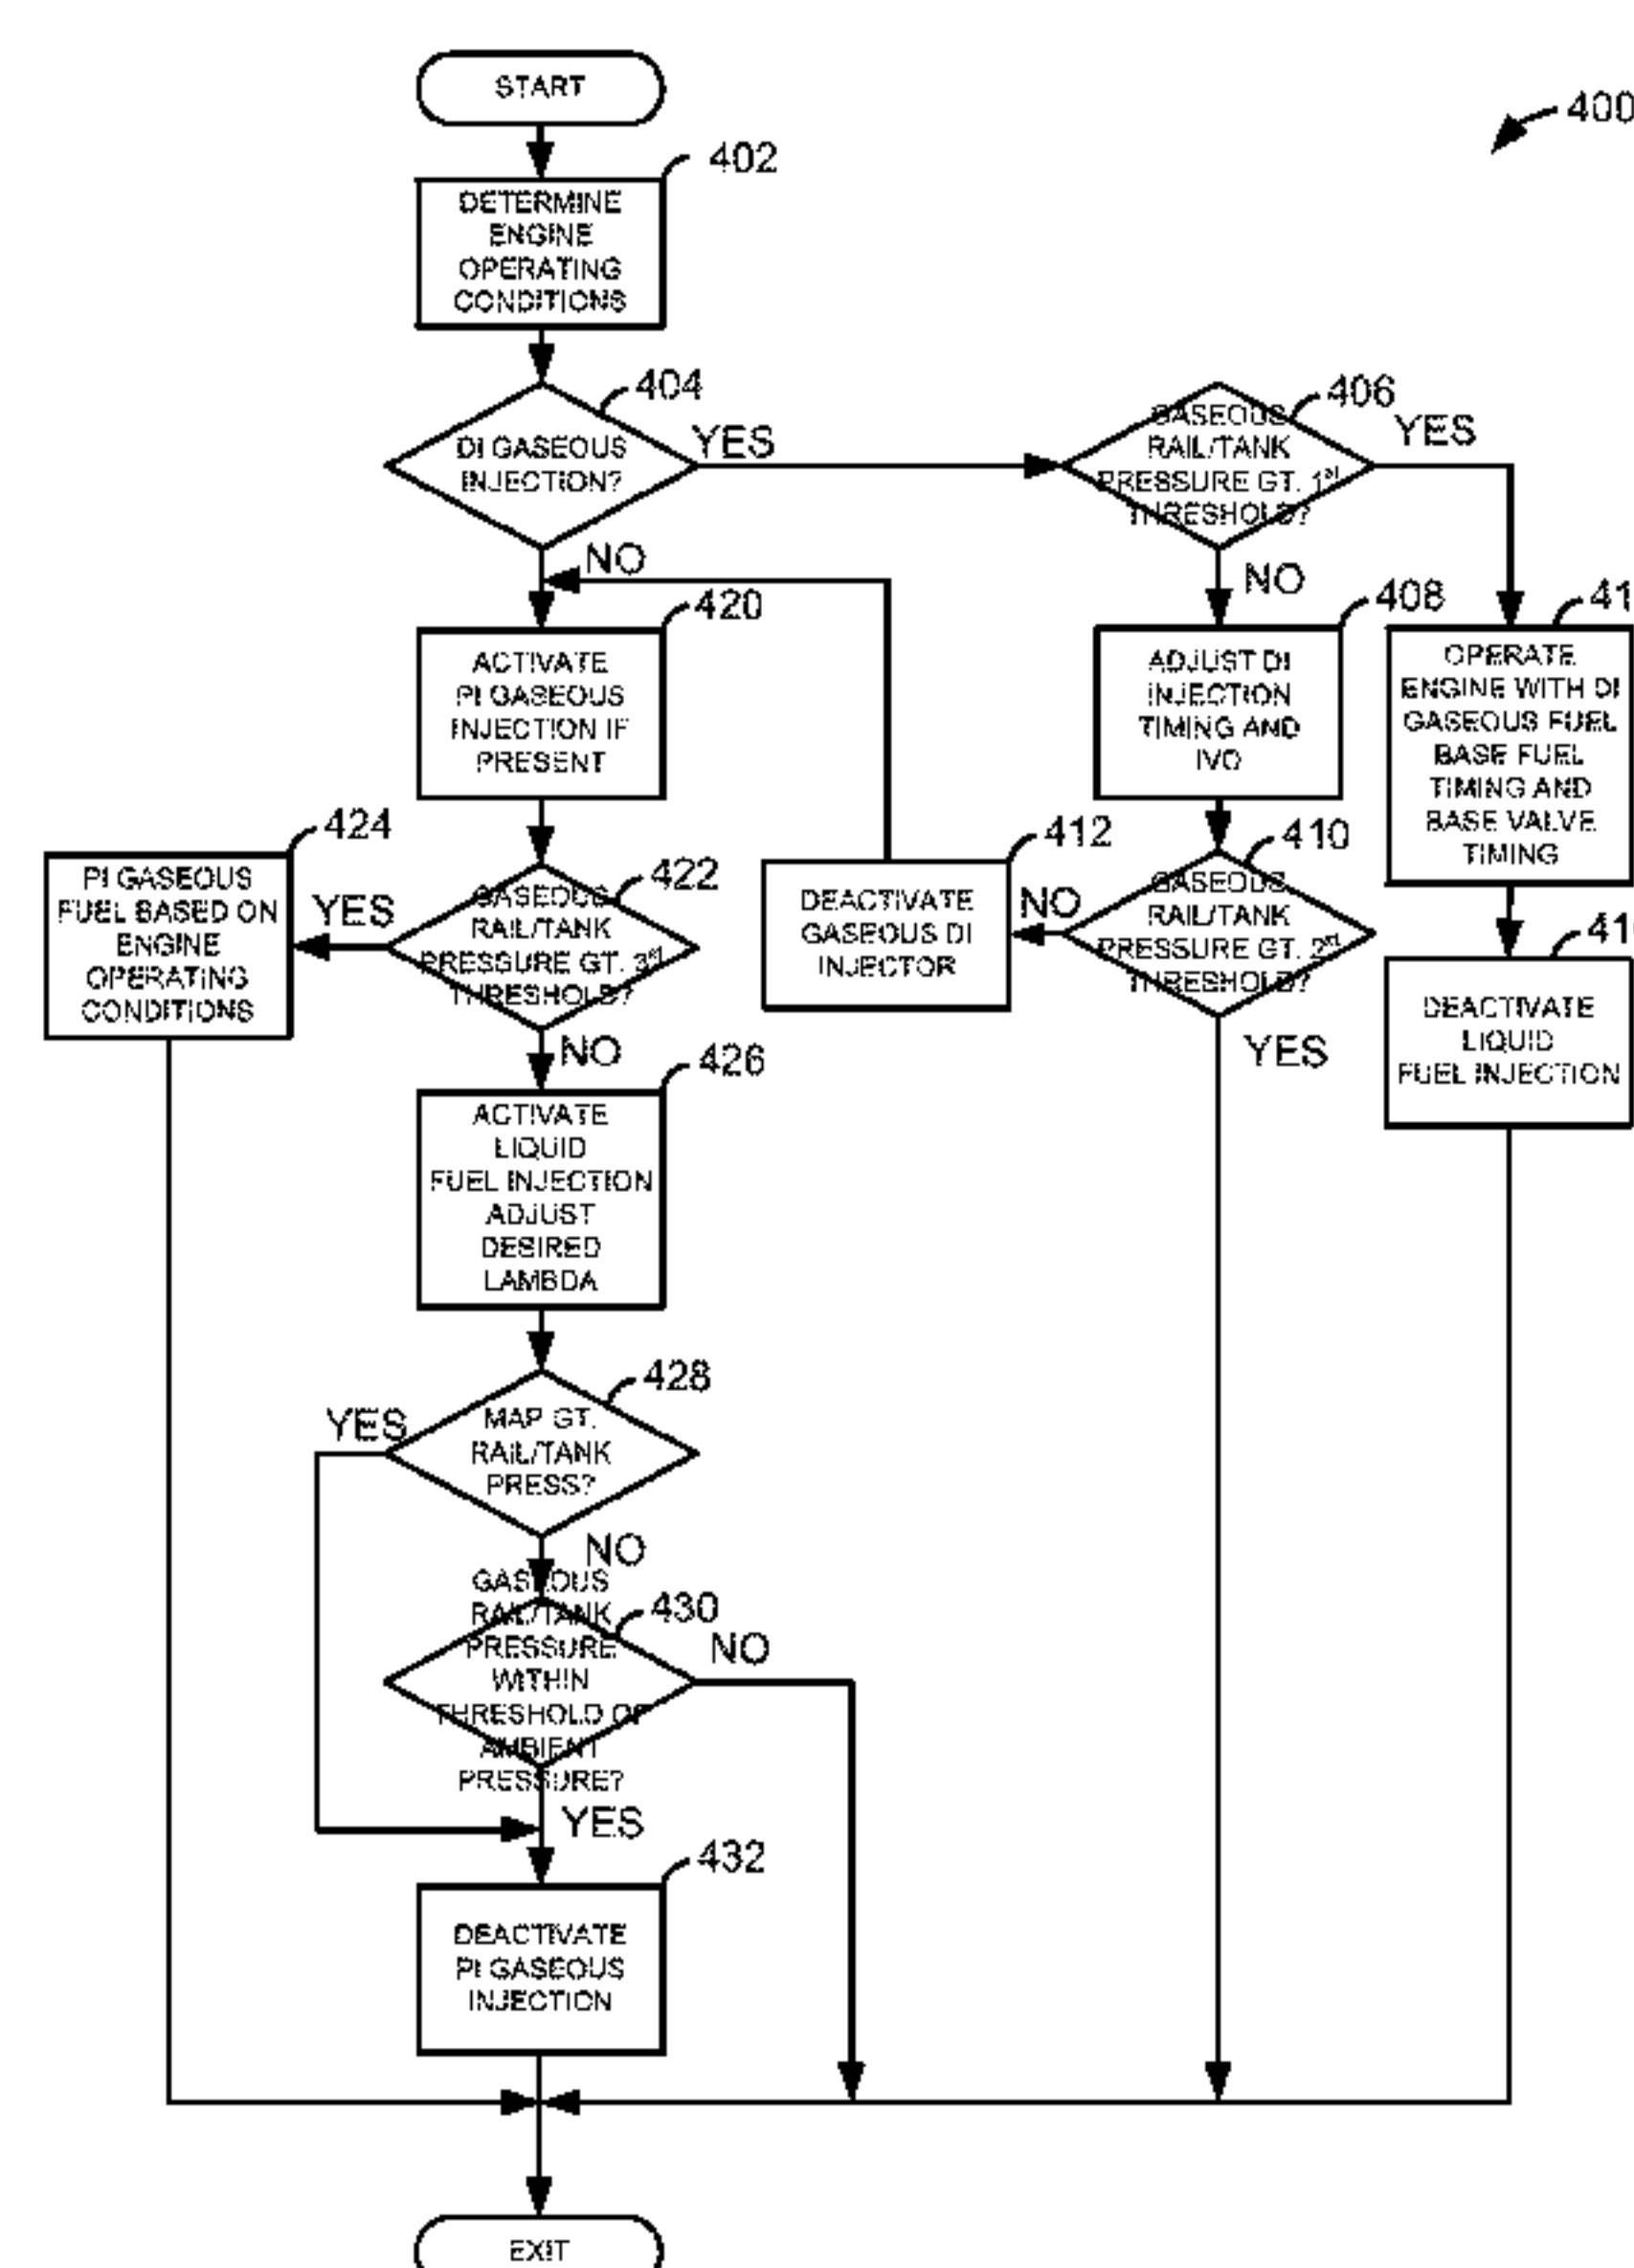 START
400
402
DETERMINE
ENGINE
OPERATING
CONDITIONS
404
DI GASEOUS
INJECTION?
YES
NO
406
GASEOUS
RAIL/TANK
PRESSURE GT. 1st
THRESHOLD?
YES
NO
420
ACTIVATE
PI GASEOUS
INJECTION IF
PRESENT
408
ADJUST DI
INJECTION
TIMING AND
IVO
41
OPERATE
ENGINE WITH DI
GASEOUS FUEL
BASE FUEL
TIMING AND
BASE VALVE
TIMING
424
PI GASEOUS
FUEL BASED ON
ENGINE
OPERATING
CONDITIONS
YES
422
GASEOUS
RAIL/TANK
PRESSURE GT. 3rd
THRESHOLD?
NO
412
DEACTIVATE
GASEOUS DI
INJECTOR
NO
410
GASEOUS
RAIL/TANK
PRESSURE GT. 2st
THRESHOLD?
YES
41
DEACTIVATE
LIQUID
FUEL INJECTION
426
ACTIVATE
LIQUID
FUEL INJECTION
ADJUST
DESIRED
LAMBDA
428
YES
MAP GT.
RAIL/TANK
PRESS?
NO
430
GASEOUS
RAIL/TANK
PRESSURE
WITHIN
THRESHOLD OF
AMBIENT
PRESSURE?
NO
YES
432
DEACTIVATE
PI GASEOUS
INJECTION
EXIT